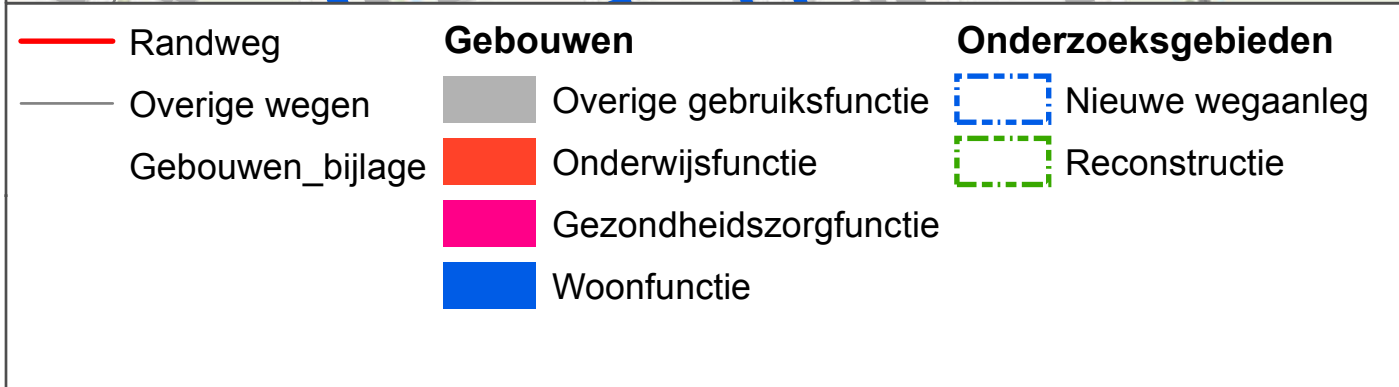 Randweg
Overige wegen
Gebouwen_bijlage
Gebouwen
Overige gebruiksfunctie
Onderwijsfunctie
Gezondheidszorgfunctie
Woonfunctie
Onderzoeksgebieden
Nieuwe wegaanleg
Reconstructie